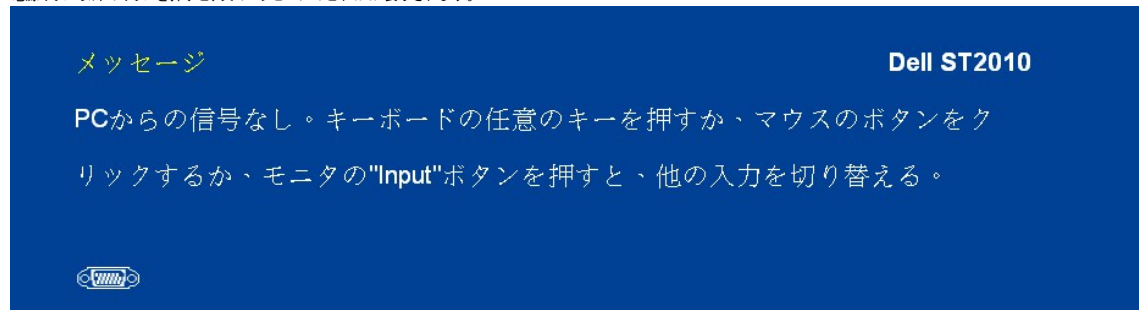 メッセージ Dell ST2010
PCからの信号なし。キーボードの任意のキーを押すか、マウスのボタンをク
リックするか、モニタの"Input"ボタンを押すと、他の入力を切り替える。